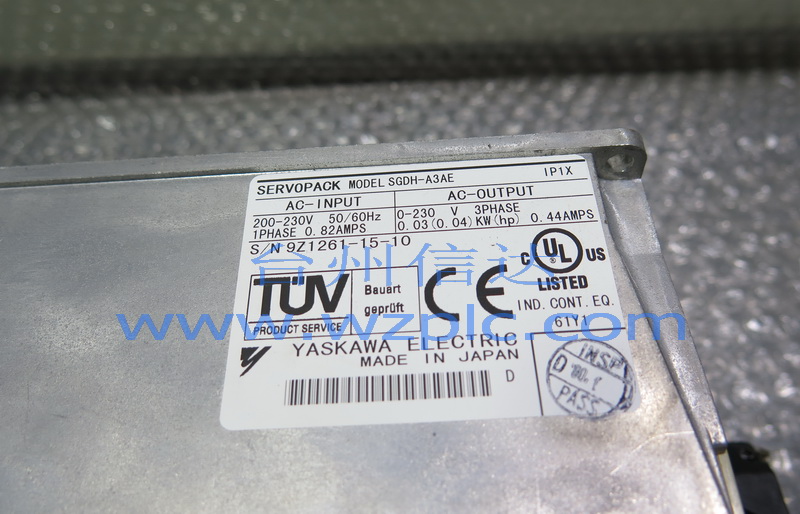 SERVOPACK MODEL SGDH-A3AE IP1X
AC-INPUT AC-OUTPUT
200-230V 50/60Hz 0-230 V 3PHASE
1PHASE 0.82AMPS 0.03(0.04)KW(hp) 0.44AMPS
S/N 9Z1261-15-10
台州信达
C UL US
LISTED
IND. CONT. EQ.
61Y1
TÜV
PRODUCT SERVICE
Bauart
geprüft
CE
www.wzplc.com
YASKAWA ELECTRIC
MADE IN JAPAN
D
INSP
D '00.1
PASS